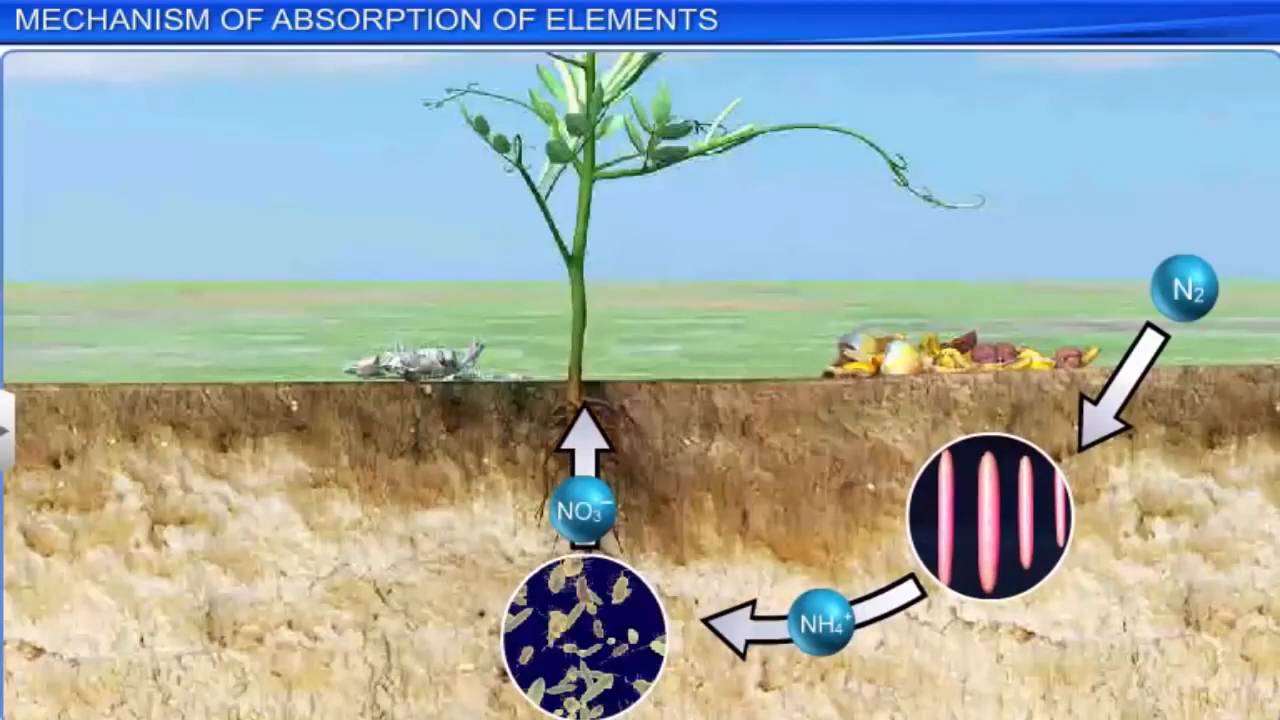 MECHANISM OF ABSORPTION OF ELEMENTS
N₂
NO₃⁻
NH₄⁺